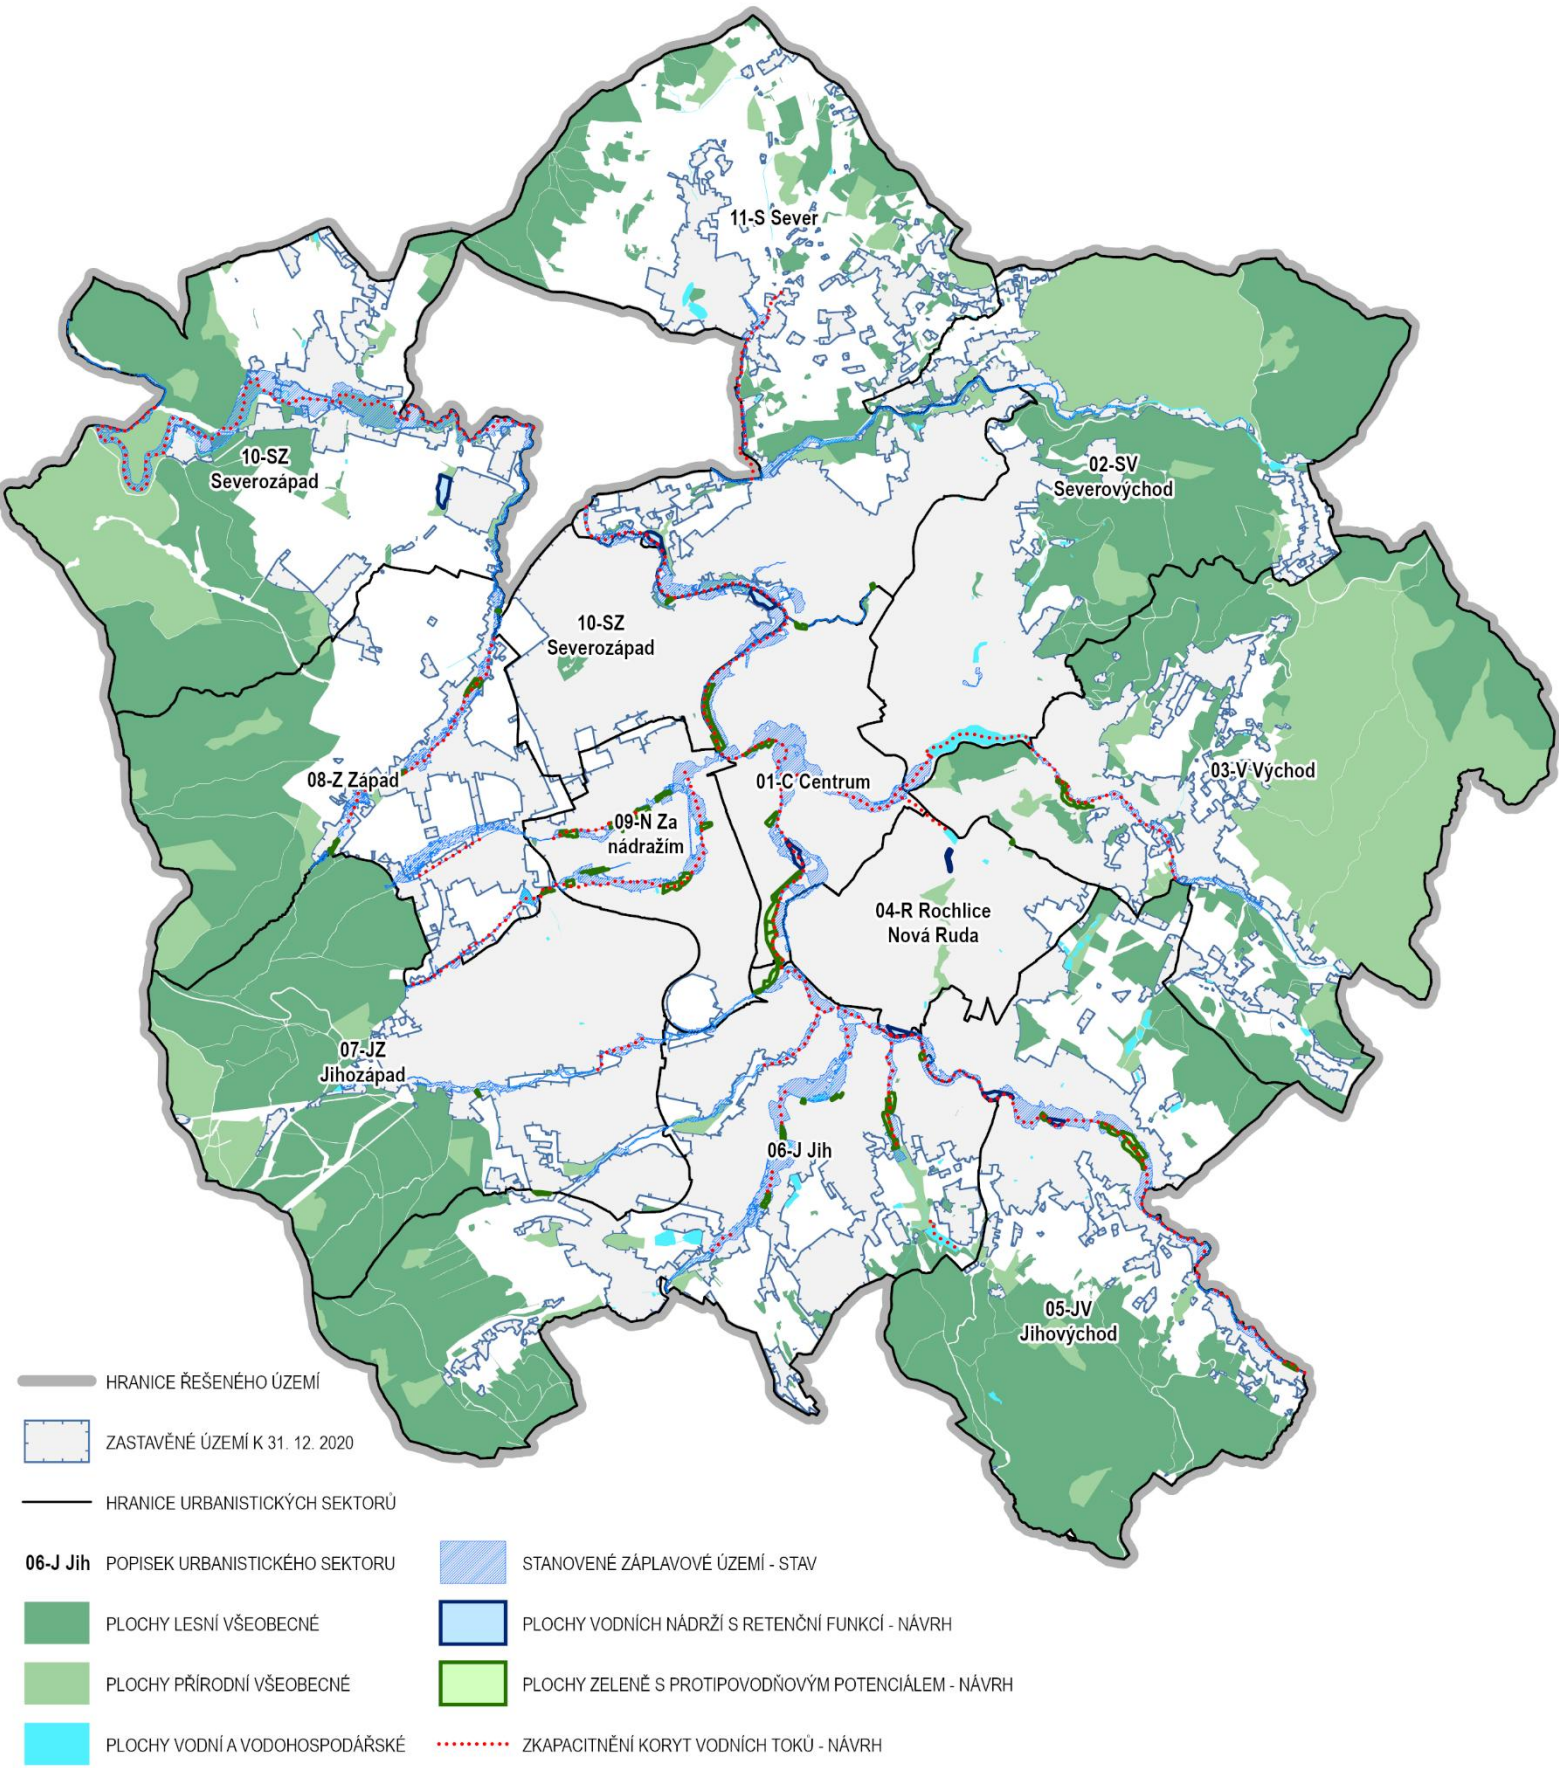 11-S Sever
10-SZ
Severozápad
02-SV
Severovýchod
10-SZ
Severozápad
08-Z Západ
01-C Centrum
03-V Východ
09-N Za
nádražím
04-R Rochlice
Nová Ruda
07-JZ
Jihozápad
06-J Jih
05-JV
Jihovýchod
HRANICE ŘEŠENÉHO ÚZEMÍ
ZASTAVĚNÉ ÚZEMÍ K 31. 12. 2020
HRANICE URBANISTICKÝCH SEKTORŮ
06-J Jih POPISEK URBANISTICKÉHO SEKTORU
PLOCHY LESNÍ VŠEOBECNÉ
PLOCHY PŘÍRODNÍ VŠEOBECNÉ
PLOCHY VODNÍ A VODOHOSPODÁŘSKÉ
STANOVENÉ ZÁPLAVOVÉ ÚZEMÍ - STAV
PLOCHY VODNÍCH NÁDRŽÍ S RETENČNÍ FUNKCÍ - NÁVRH
PLOCHY ZELENĚ S PROTIPOVODŇOVÝM POTENCIÁLEM - NÁVRH
ZKAPACITNĚNÍ KORYT VODNÍCH TOKŮ - NÁVRH